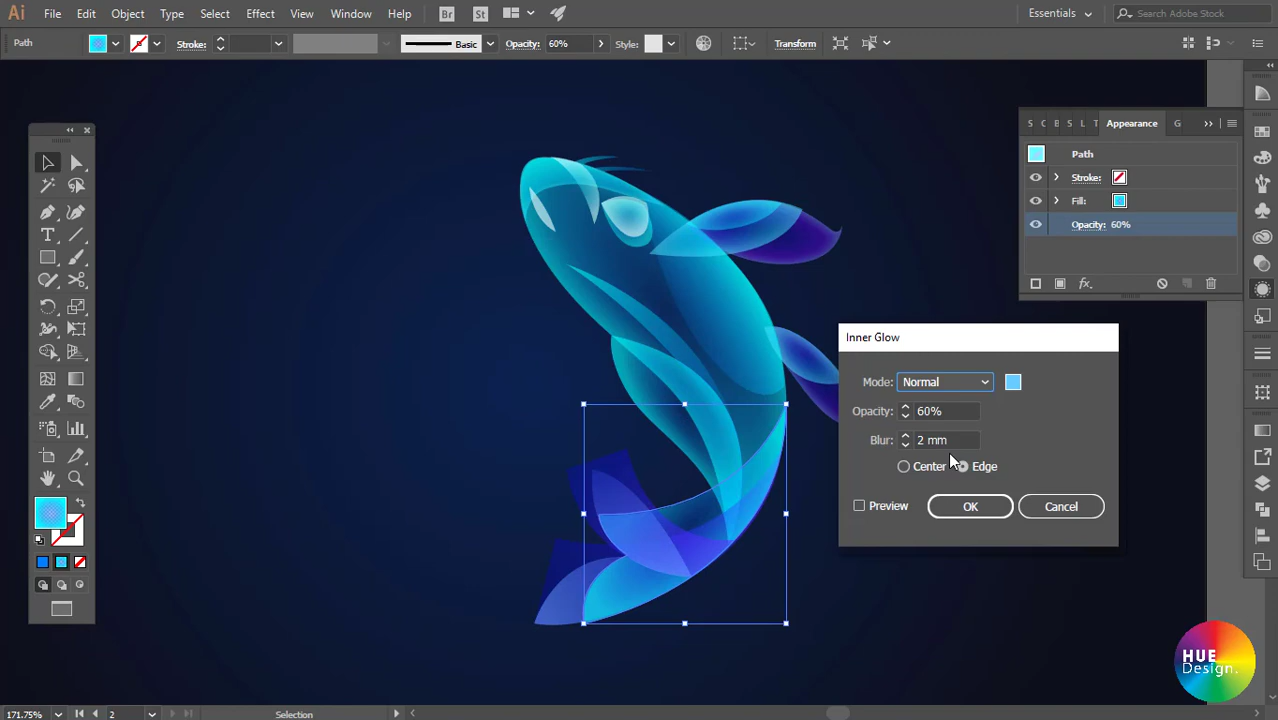 Ai File Edit Object Type Select Effect View Window Help Br St Essentials Search Adobe Stock
Path Stroke: Basic Opacity: 60% Style: Transform
S C B S L T Appearance G
Path
Stroke:
Fill:
Opacity: 60%
fx
Inner Glow
Mode: Normal
Opacity: 60%
Blur: 2 mm
Center Edge
Preview OK Cancel
HUE
Design.
171.75% 2 Selection